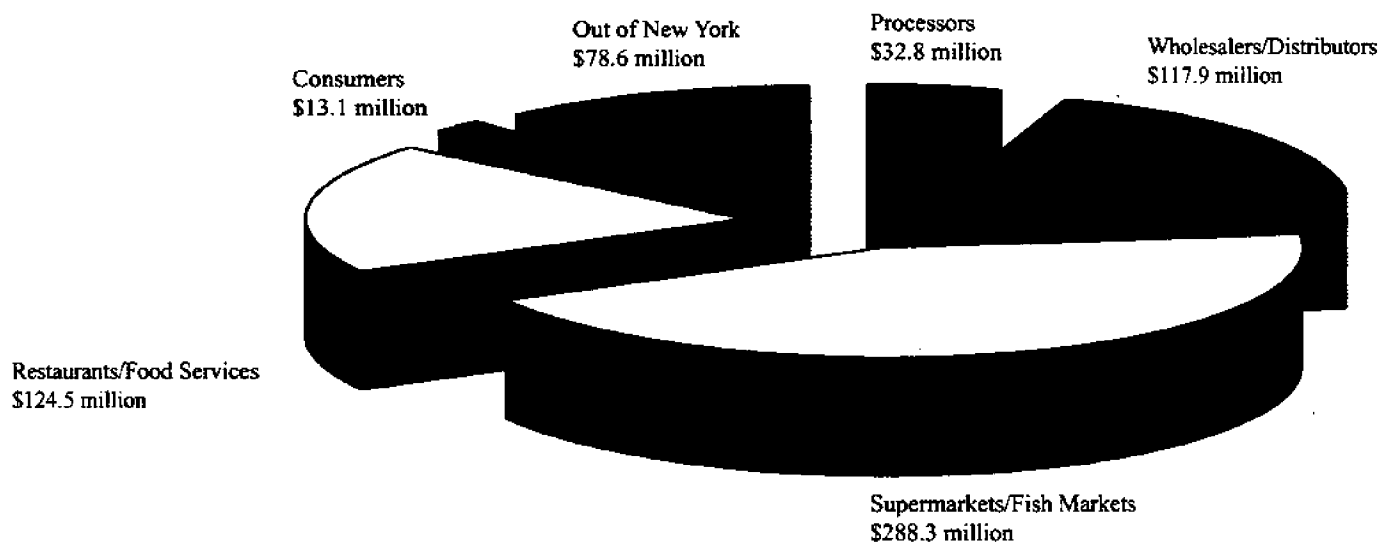 Out of New York
$78.6 million
Processors
$32.8 million
Wholesalers/Distributors
$117.9 million
Consumers
$13.1 million
Restaurants/Food Services
$124.5 million
Supermarkets/Fish Markets
$288.3 million